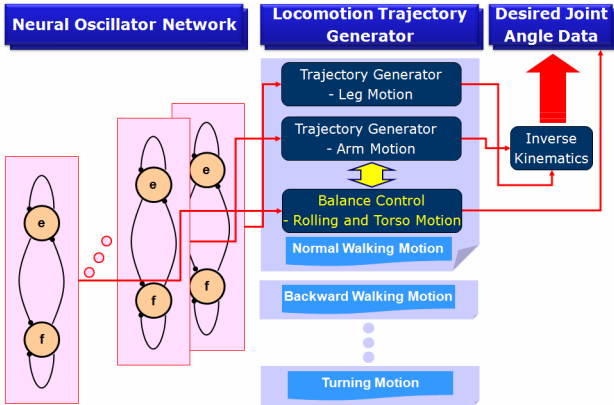 Neural Oscillator Network
Locomotion Trajectory
Generator
Desired Joint
Angle Data
Trajectory Generator
- Leg Motion
Trajectory Generator
- Arm Motion
Inverse
Kinematics
Balance Control
- Rolling and Torso Motion
Normal Walking Motion
Backward Walking Motion
Turning Motion
e
f
e
f
e
f